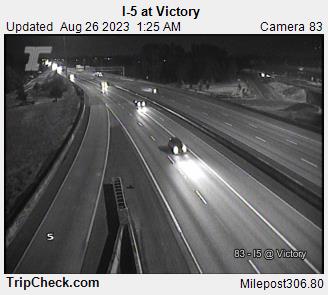 I-5 at Victory
Updated  Aug 26 2023  1:25 AM
Camera 83
S
83 - I5 @ Victory
TripCheck.com
Milepost306.80